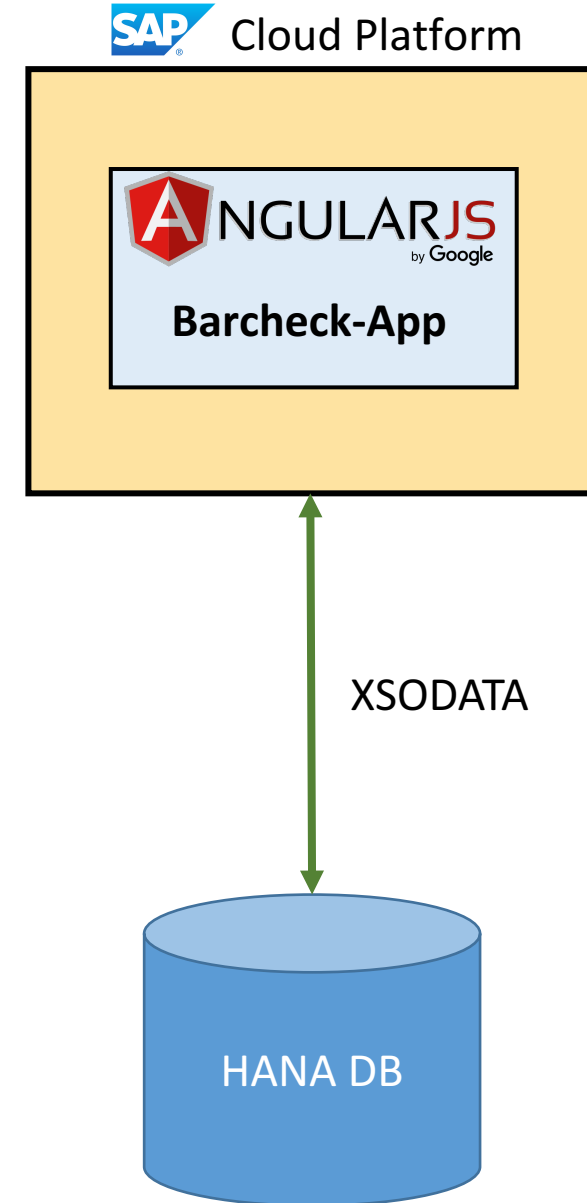 SAP® Cloud Platform
ANGULARJS
by Google
Barcheck-App
XSODATA
HANA DB